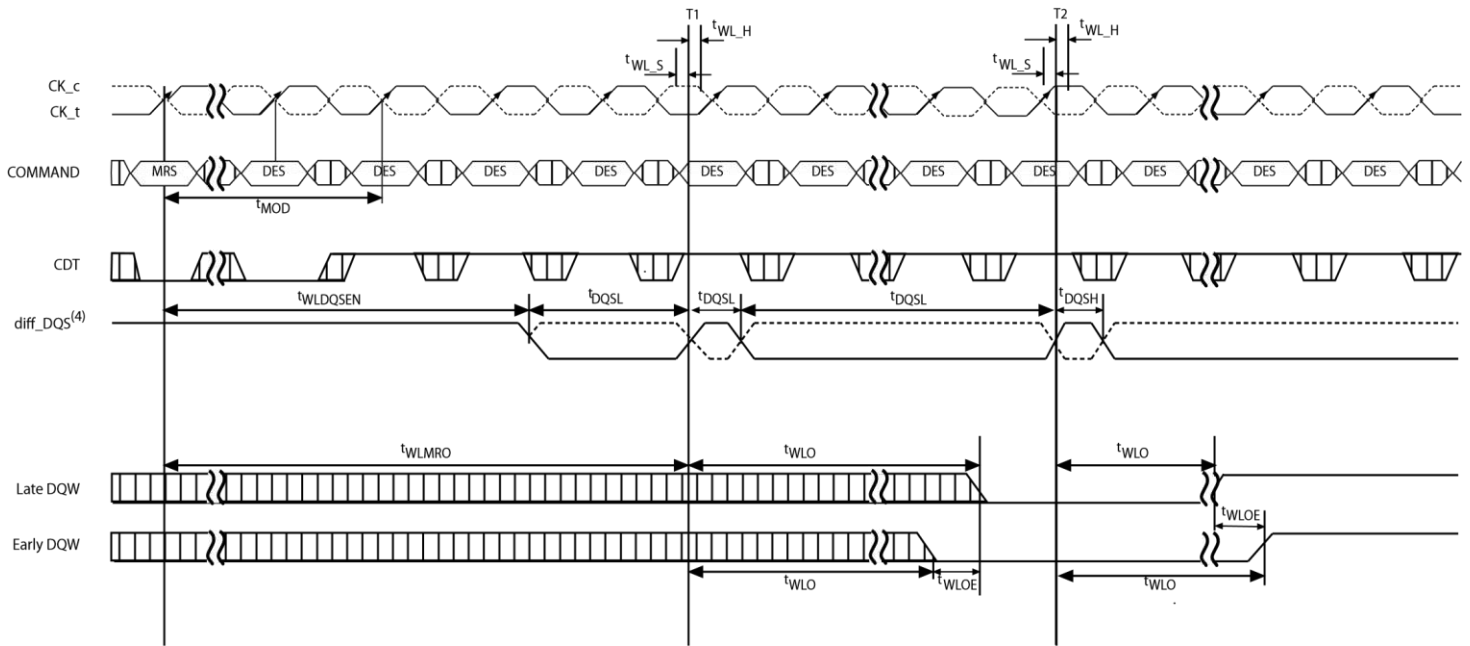 T1
T2
tWL_H
tWL_H
tWL_S
tWL_S
CK_c
CK_t
COMMAND MRS DES DES DES DES DES DES DES DES DES DES DES
tMOD
CDT
tWLDQSEN tDQSL tDQSL tDQSL tDQSH
diff_DQS(4)
tWLMRO tWLO tWLO
Late DQW
tWLOE
Early DQW
tWLO tWLOE tWLO